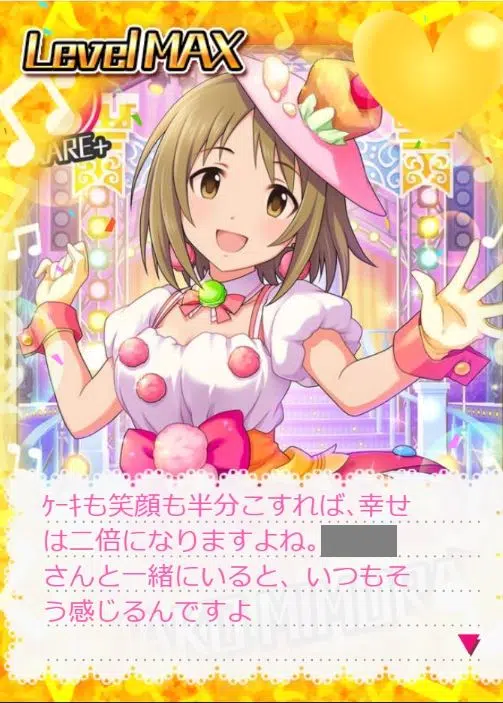 Level MAX
RARE+
ｹｰｷも笑顔も半分こすれば､幸せ
は二倍になりますよね｡
さんと一緒にいると、いつもそ
う感じるんですよ